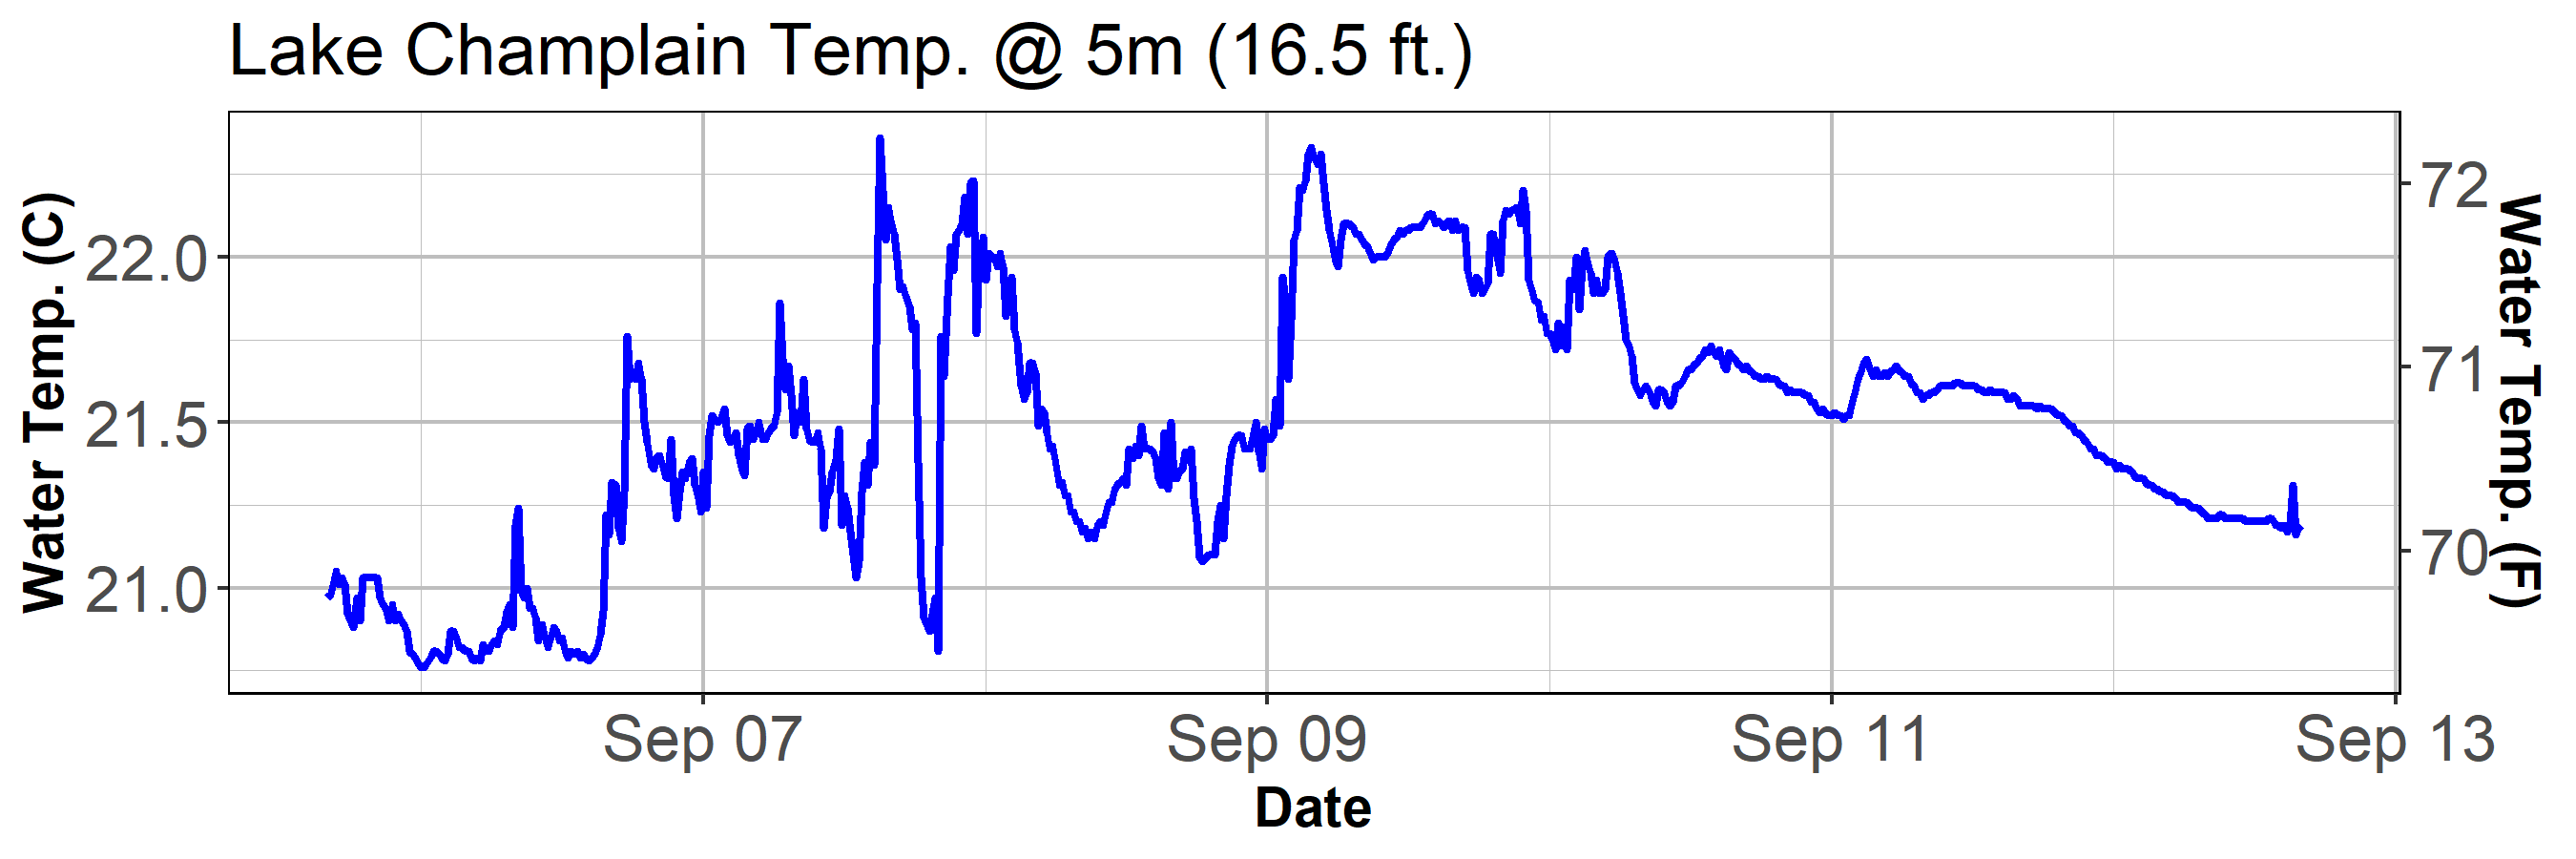 Lake Champlain Temp. @ 5m (16.5 ft.)
Water Temp. (C)
22.0
21.5
21.0
72
71
70
Water Temp. (F)
Sep 07
Sep 09
Sep 11
Sep 13
Date